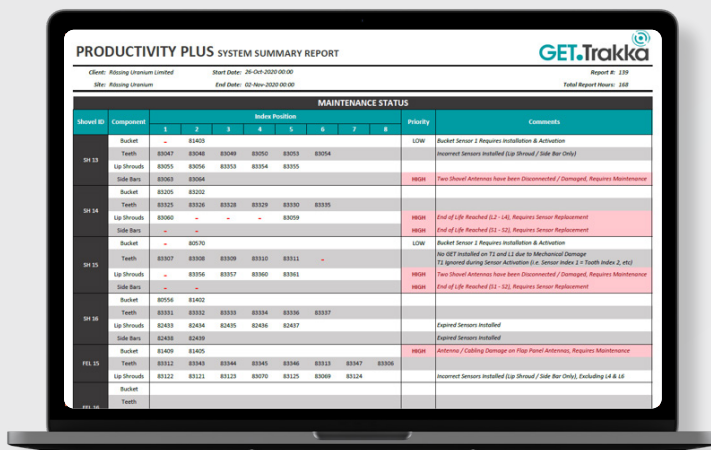 PRODUCTIVITY PLUS SYSTEM SUMMARY REPORT
GET.Trakka
Client: Rössing Uranium Limited Start Date: 26-Oct-2020 00:00 Report #: 139
Site: Rössing Uranium End Date: 02-Nov-2020 00:00 Total Report Hours: 168
MAINTENANCE STATUS
Shovel ID Component Index Position Priority Comments
1 2 3 4 5 6 7 8
SH 13
Bucket - 81403 LOW Bucket Sensor 1 Requires Installation & Activation
Teeth 83047 83048 83049 83050 83053 83054 Incorrect Sensors Installed (Lip Shroud / Side Bar Only)
Lip Shrouds 83055 83056 83353 83354 83355
Side Bars 83063 83064 HIGH Two Shovel Antennas have been Disconnected / Damaged, Requires Maintenance
SH 14
Bucket 83205 83202
Teeth 83325 83326 83328 83329 83330 83335
Lip Shrouds 83060 - - - 83059 HIGH End of Life Reached (L2 - L4), Requires Sensor Replacement
Side Bars - - HIGH End of Life Reached (S1 - S2), Requires Sensor Replacement
SH 15
Bucket - 80570 LOW Bucket Sensor 1 Requires Installation & Activation
Teeth 83307 83308 83309 83310 83311 - No GET Installed on T1 and L1 due to Mechanical Damage
T1 Ignored during Sensor Activation (i.e. Sensor Index 1 = Tooth Index 2, etc)
Lip Shrouds - 83356 83357 83360 83361 HIGH Two Shovel Antennas have been Disconnected / Damaged, Requires Maintenance
Side Bars - - HIGH End of Life Reached (S1 - S2), Requires Sensor Replacement
SH 16
Bucket 80556 81402
Teeth 83331 83332 83333 83334 83336 83337
Lip Shrouds 82433 82434 82435 82436 82437 Expired Sensors Installed
Side Bars 82438 82439 Expired Sensors Installed
FEL 15
Bucket 81409 81405 HIGH Antenna / Cabling Damage on Flap Panel Antennas, Requires Maintenance
Teeth 83312 83343 83344 83345 83346 83313 83347 83306
Lip Shrouds 83122 83121 83123 83070 83125 83069 83124 Incorrect Sensors Installed (Lip Shroud / Side Bar Only), Excluding L4 & L6
Bucket
Teeth